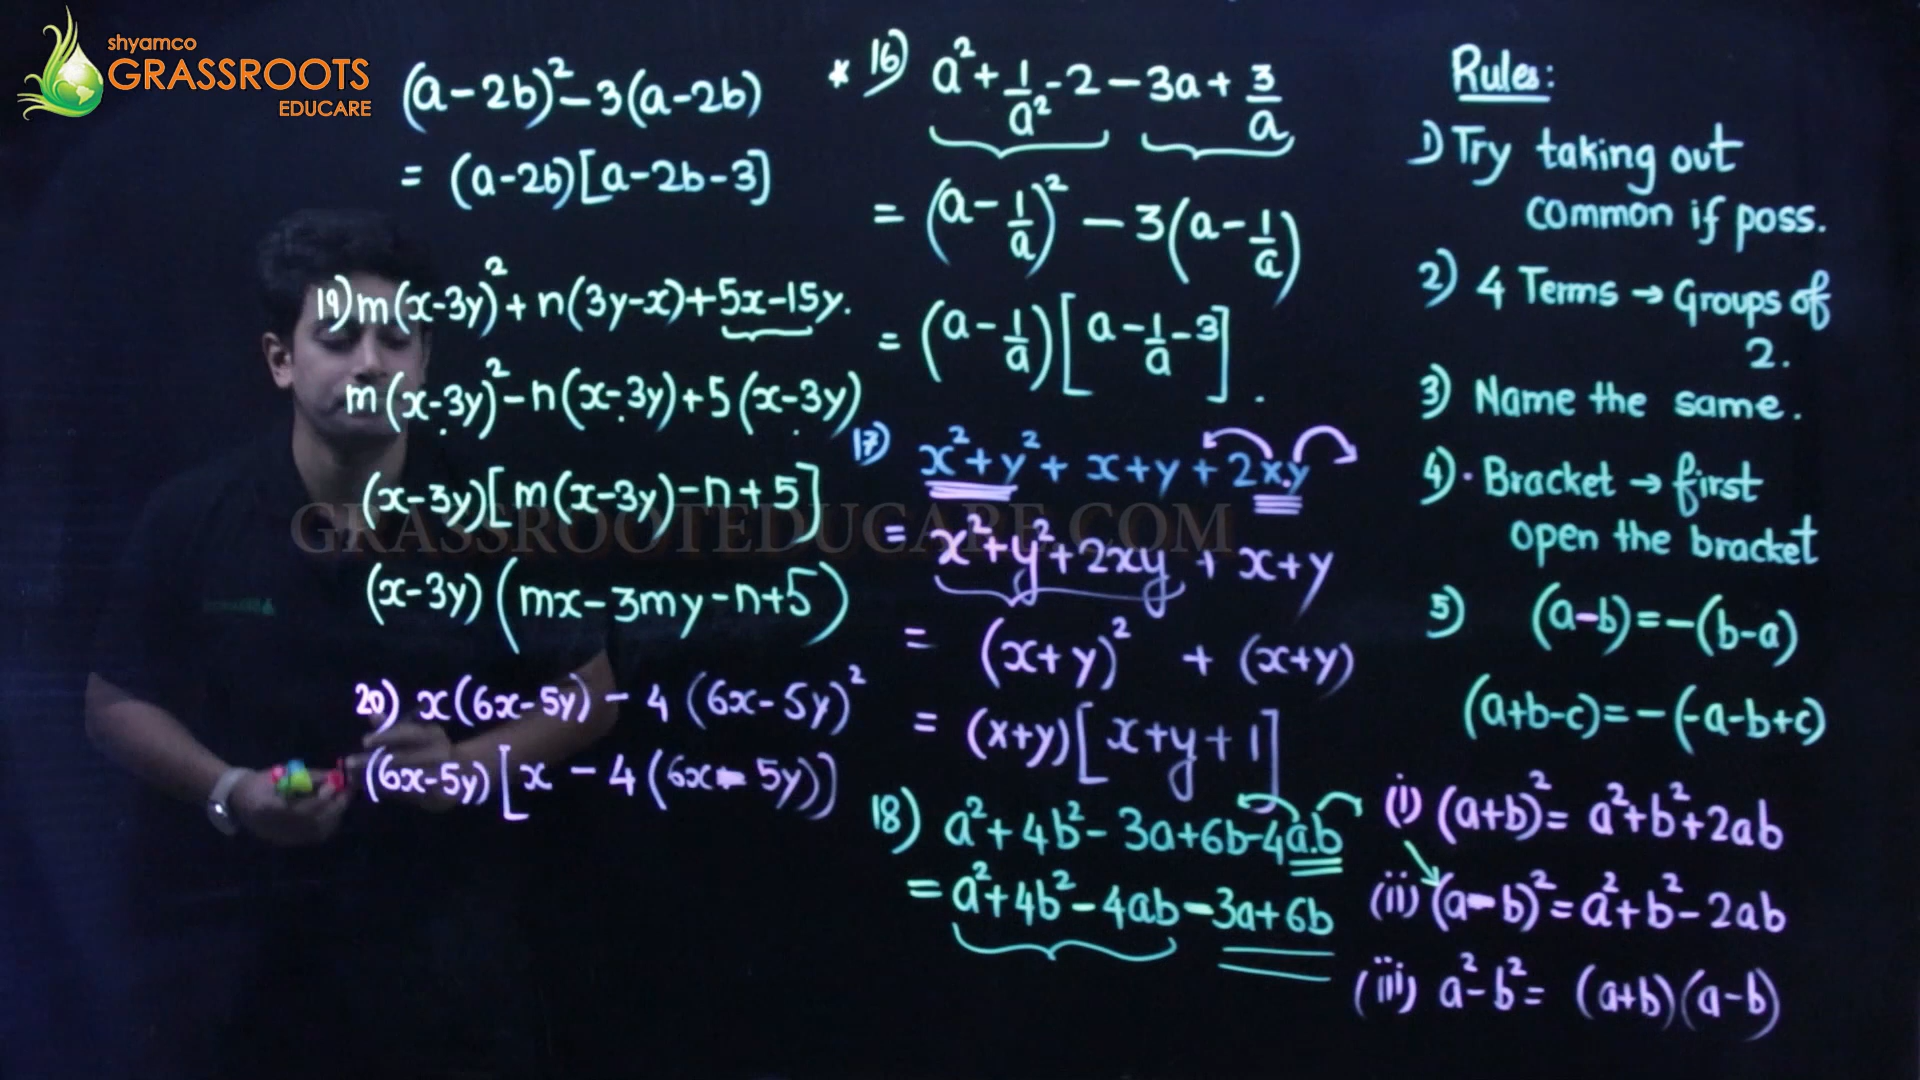 shyamco
GRASSROOTS
EDUCARE
(a-2b)² - 3(a-2b)
= (a-2b)[a-2b-3]
19) m(x-3y)² + n(3y-x) + 5x-15y.
m(x-3y)² - n(x-3y) + 5(x-3y)
(x-3y)[m(x-3y)-n+5]
(x-3y)(mx-3my-n+5)
20) x(6x-5y) - 4(6x-5y)²
(6x-5y)[x - 4(6x-5y)]
* 16) a² + 1/a² - 2 - 3a + 3/a
= (a - 1/a)² - 3(a - 1/a)
= (a - 1/a)[a - 1/a - 3].
17) x² + y² + x + y + 2x.y
= x² + y² + 2xy + x+y
= (x+y)² + (x+y)
= (x+y)[x+y+1]
18) a² + 4b² - 3a + 6b - 4a.b
= a² + 4b² - 4ab - 3a + 6b
Rules:
1) Try taking out
common if poss.
2) 4 Terms → Groups of
2.
3) Name the same.
4) · Bracket → first
open the bracket
5) (a-b) = -(b-a)
(a+b-c) = -(-a-b+c)
(i) (a+b)² = a²+b²+2ab
(ii) (a-b)² = a²+b²-2ab
(iii) a²-b² = (a+b)(a-b)
GRASSROOTEDUCARE.COM